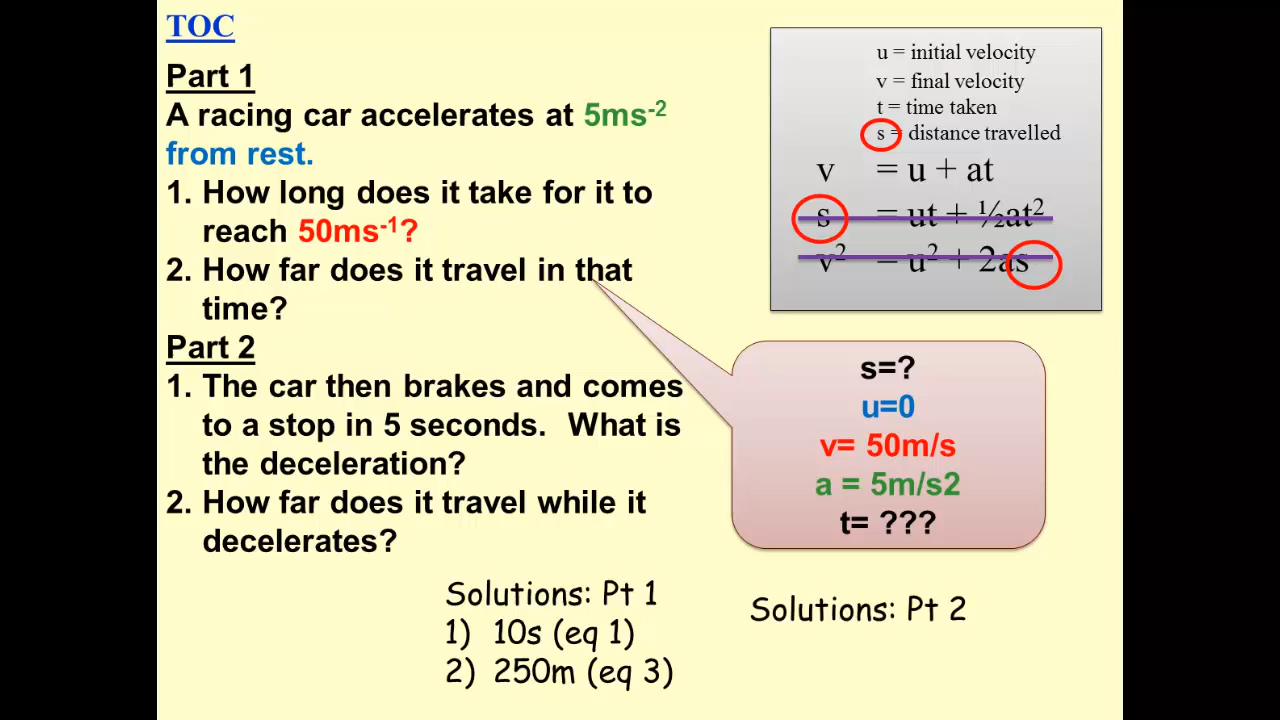 TOC
Part 1
A racing car accelerates at 5ms⁻²
from rest.
1. How long does it take for it to
reach 50ms⁻¹?
2. How far does it travel in that
time?
Part 2
1. The car then brakes and comes
to a stop in 5 seconds. What is
the deceleration?
2. How far does it travel while it
decelerates?
u = initial velocity
v = final velocity
t = time taken
s = distance travelled
v = u + at
s = ut + ½at²
v² = u² + 2as
s=?
u=0
v= 50m/s
a = 5m/s2
t= ???
Solutions: Pt 1
1) 10s (eq 1)
2) 250m (eq 3)
Solutions: Pt 2